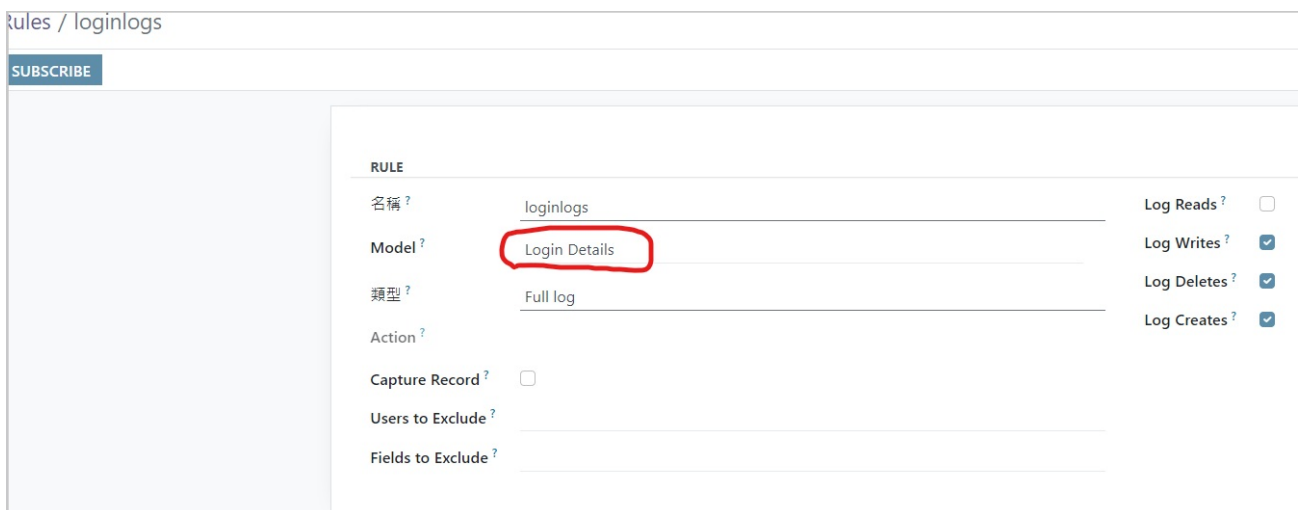 Rules / loginlogs
SUBSCRIBE
RULE
名稱 ?
loginlogs
Model ?
Login Details
類型 ?
Full log
Action ?
Capture Record ?
Users to Exclude ?
Fields to Exclude ?
Log Reads ?
Log Writes ?
Log Deletes ?
Log Creates ?